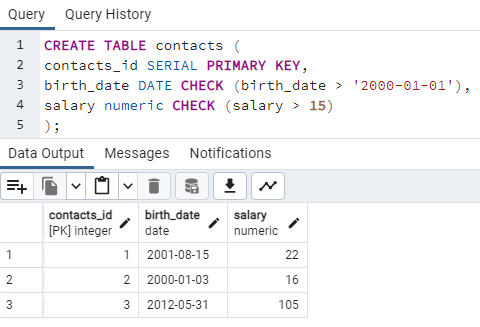 Query Query History
1 CREATE TABLE contacts (
2 contacts_id SERIAL PRIMARY KEY,
3 birth_date DATE CHECK (birth_date > '2000-01-01'),
4 salary numeric CHECK (salary > 15)
5 );
Data Output Messages Notifications
contacts_id birth_date salary
[PK] integer date numeric
1 1 2001-08-15 22
2 2 2000-01-03 16
3 3 2012-05-31 105